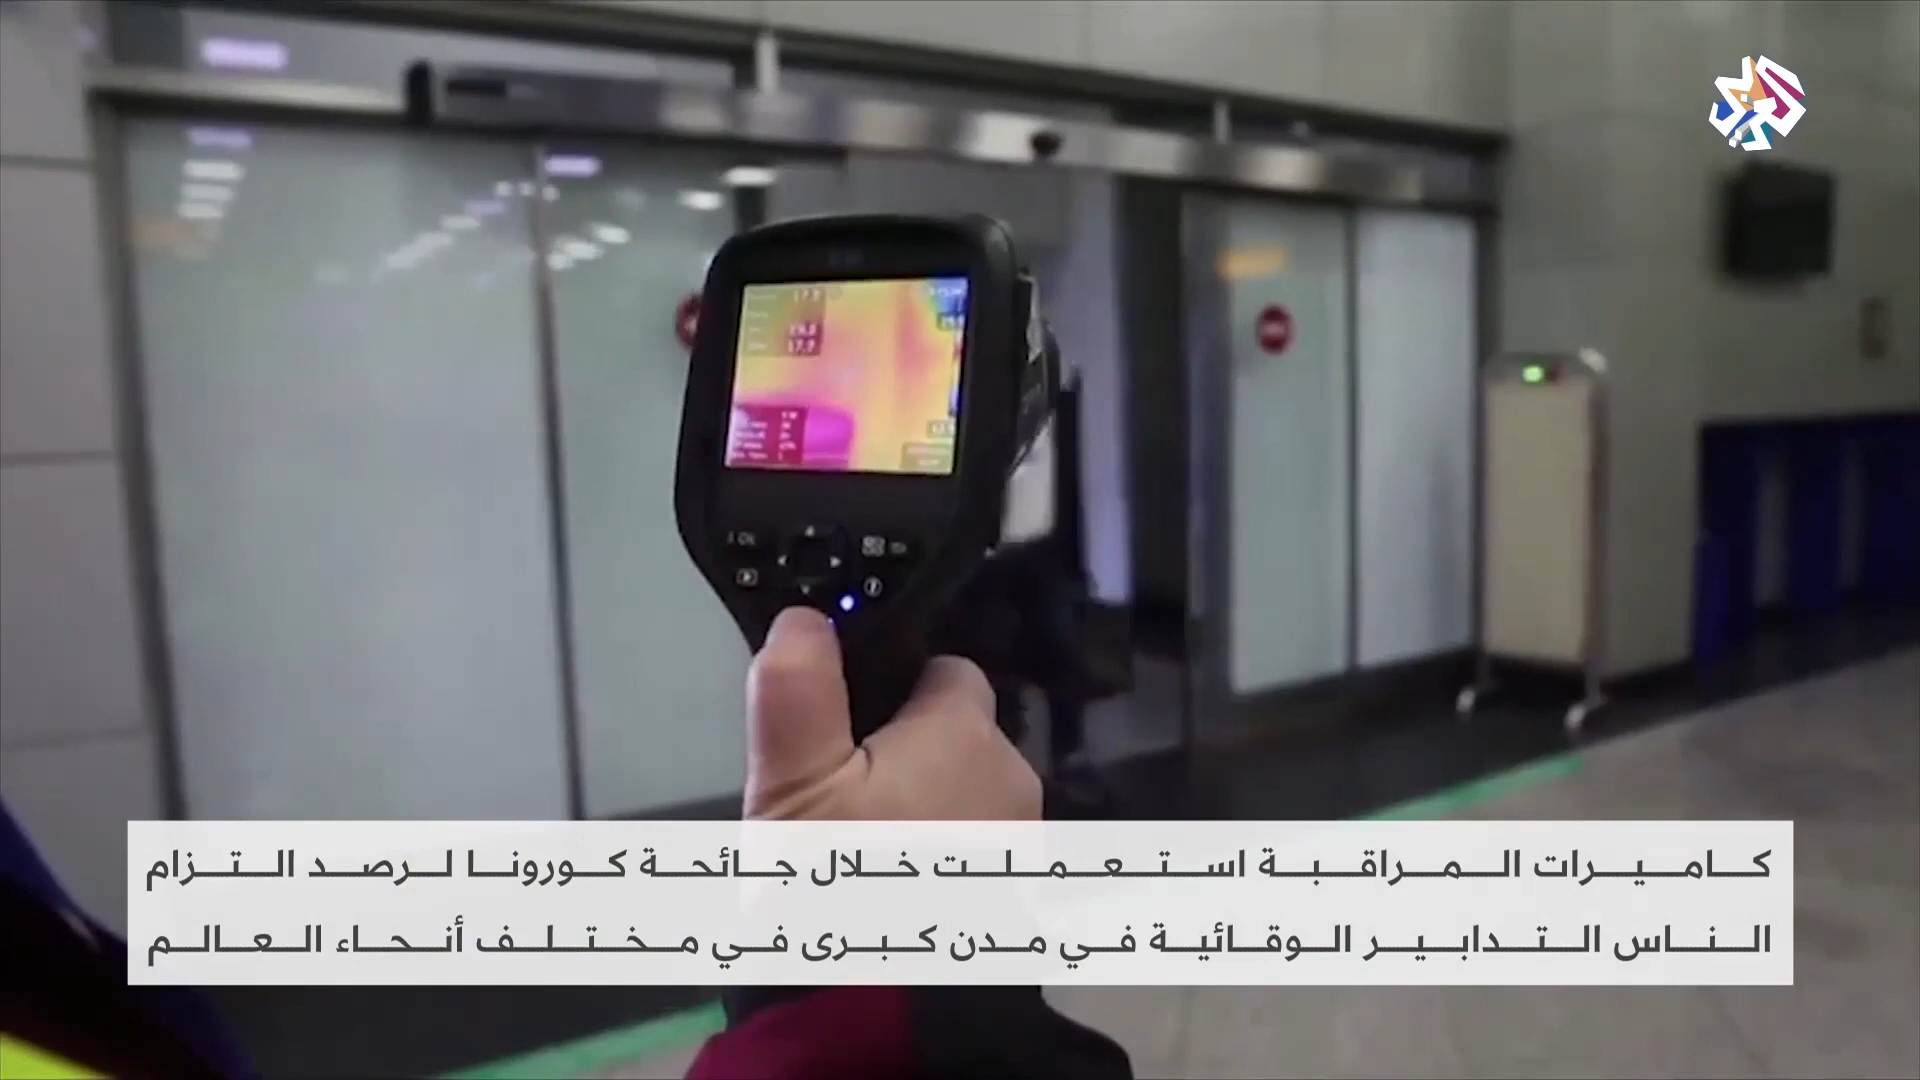 كاميرات المراقبة استعملت خلال جائحة كورونا لرصد التزام
الناس التدابير الوقائية في مدن كبرى في مختلف أنحاء العالم